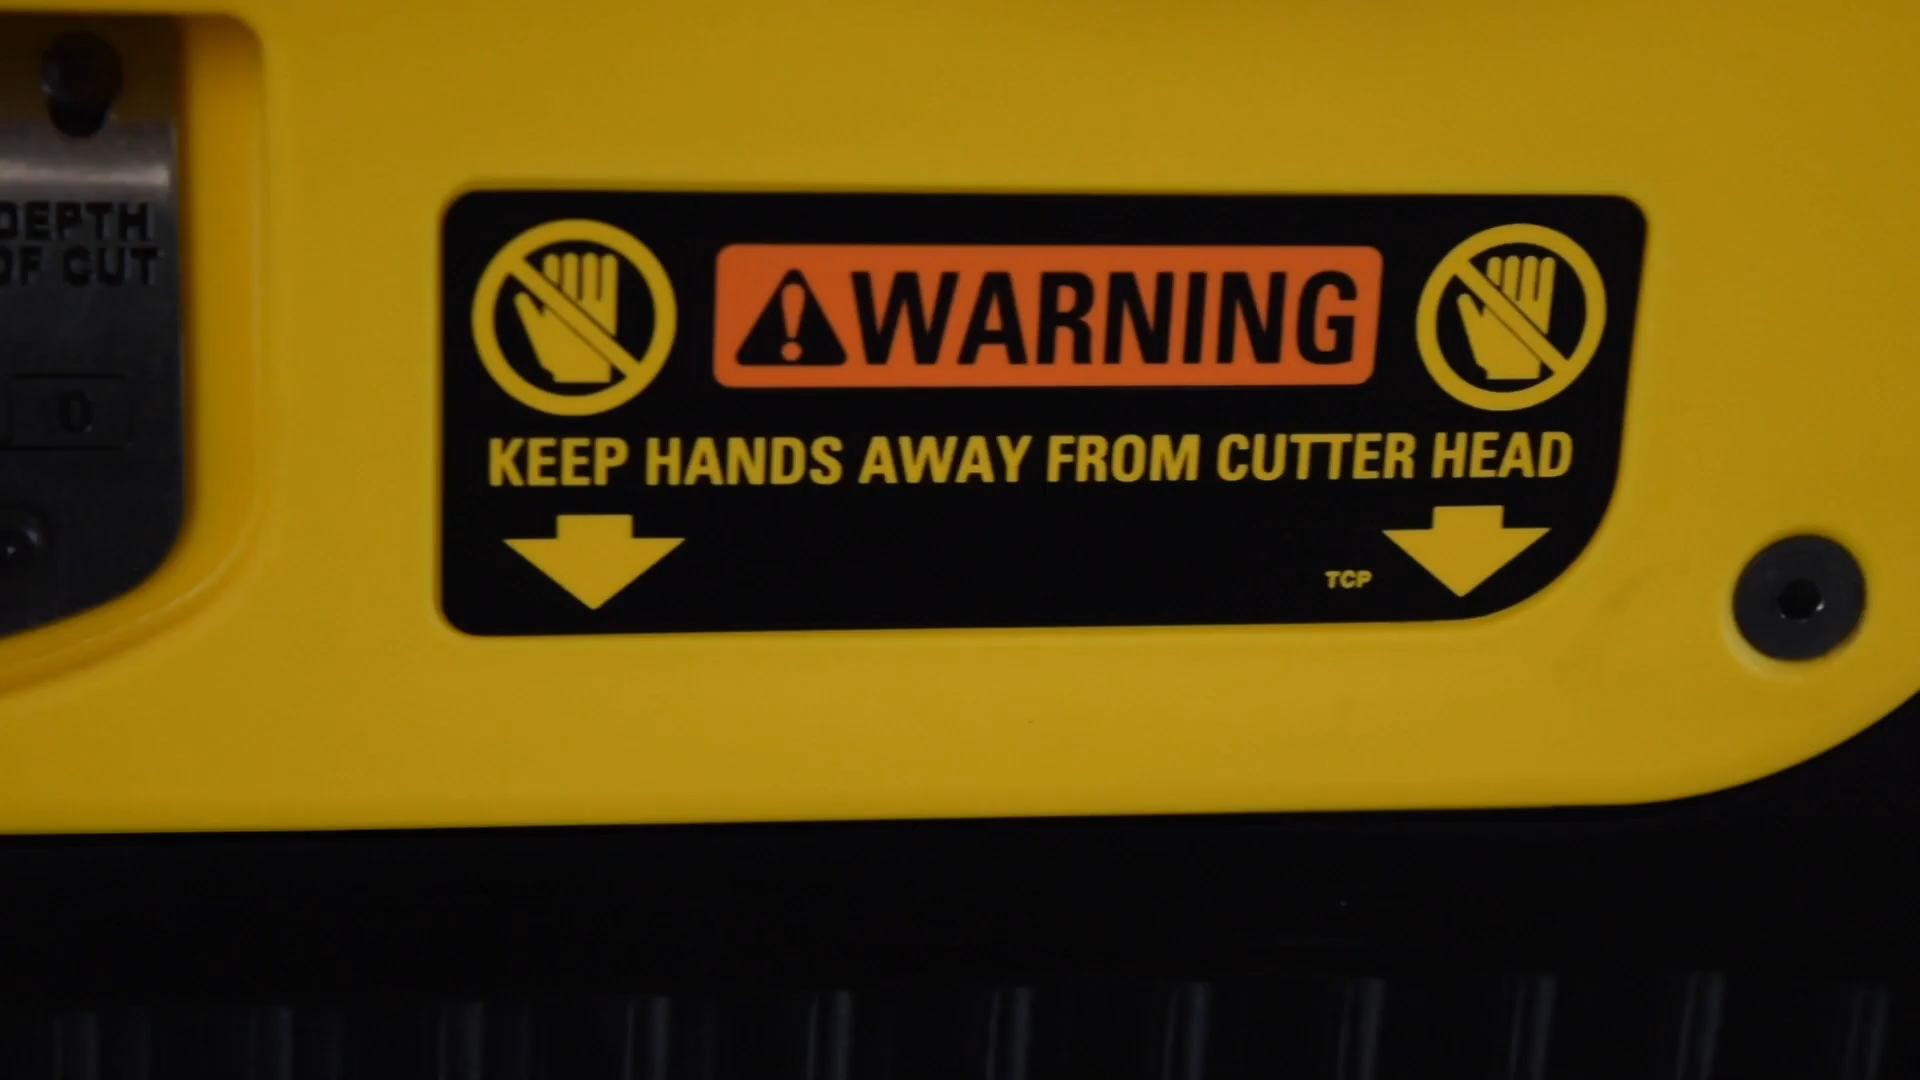 DEPTH
OF CUT
0
WARNING
KEEP HANDS AWAY FROM CUTTER HEAD
TCP